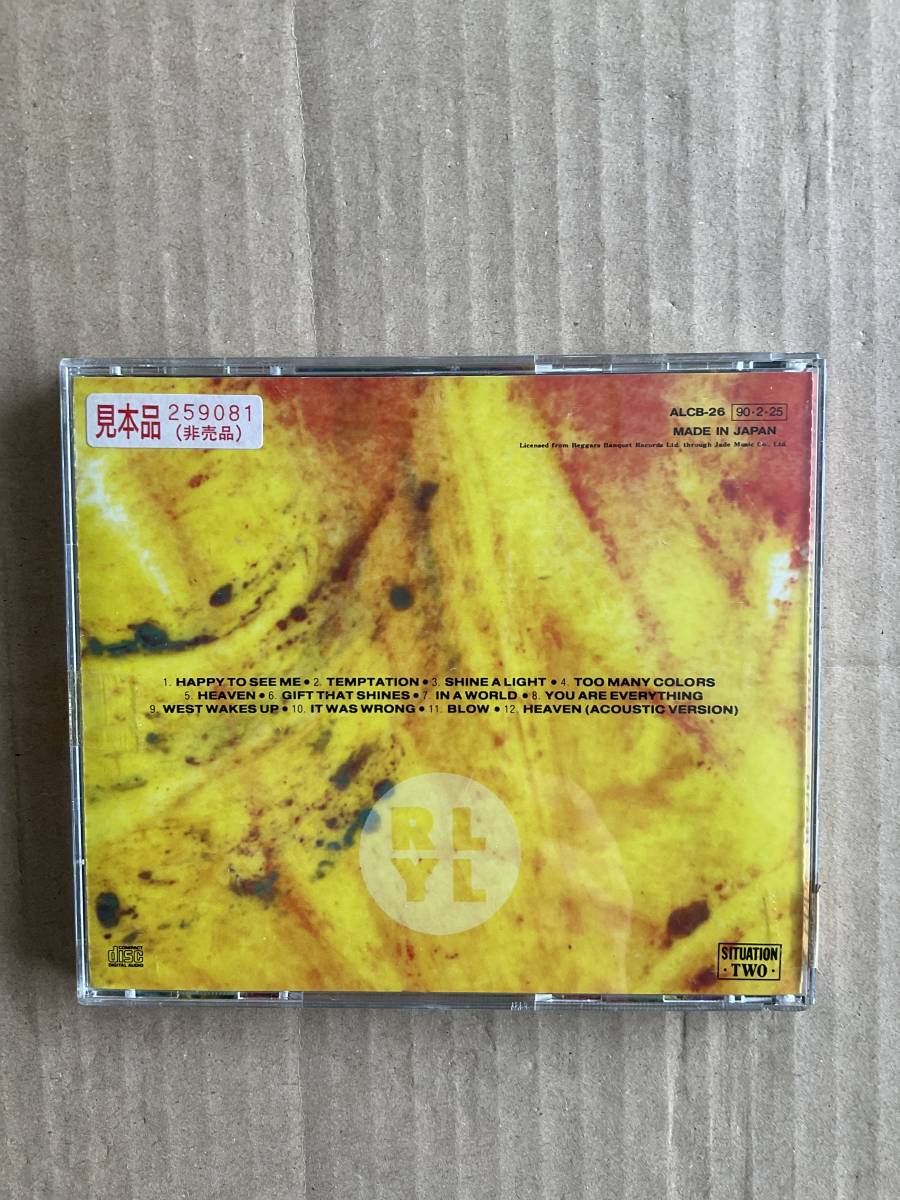 見本品 259081
(非売品)
ALCB-26 90・2・25
MADE IN JAPAN
Licensed from Beggars Banquet Records Ltd. through Jade Music Co., Ltd.
1. HAPPY TO SEE ME ● 2. TEMPTATION ● 3. SHINE A LIGHT ● 4. TOO MANY COLORS
5. HEAVEN ● 6. GIFT THAT SHINES ● 7. IN A WORLD ● 8. YOU ARE EVERYTHING
9. WEST WAKES UP ● 10. IT WAS WRONG ● 11. BLOW ● 12. HEAVEN (ACOUSTIC VERSION)
RL
YL
COMPACT
disc
DIGITAL AUDIO
SITUATION
· TWO ·